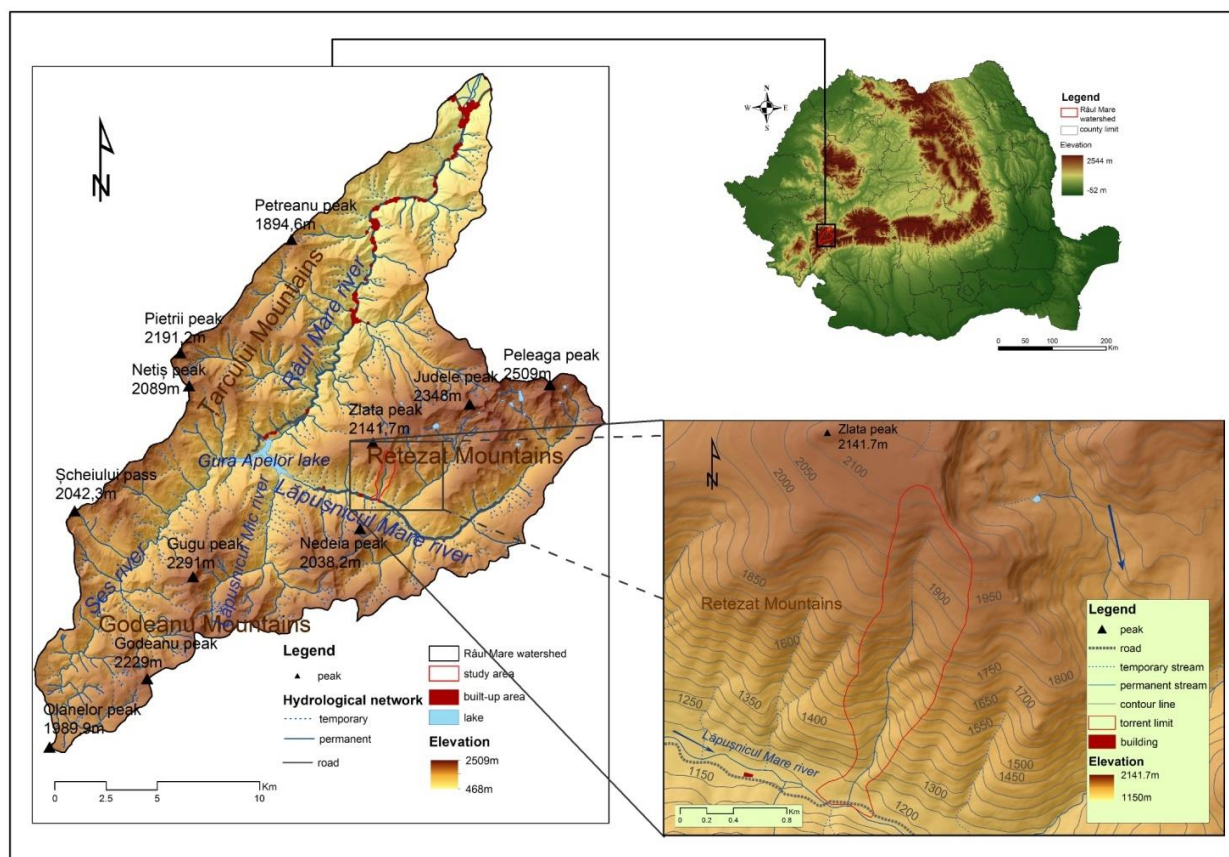 N
Petreanu peak
1894,6m
Tarcului Mountains
Râul Mare river
Pietrii peak
2191,2m
Netiș peak
2089m
Peleaga peak
2509m
Judele peak
2348m
Zlata peak
2141,7m
Retezat Mountains
Gura Apelor lake
Lăpușnicul Mare river
Șcheiului pass
2042,3m
Lăpușnicul Mic river
Gugu peak
2291m
Nedeia peak
2038.2m
Șes river
Godeanu Mountains
Godeanu peak
2229m
Olanelor peak
1989,9m
Legend
peak
Hydrological network
temporary
permanent
road
Râul Mare watershed
study area
built-up area
lake
Elevation
2509m
468m
0 2.5 5 10
Km
N
W E
S
Legend
Râul Mare
watershed
county limit
Elevation
2544 m
-52 m
0 50 100 200
Km
N
Zlata peak
2141.7m
2100
2050
2000
1850
1900
1950
Retezat Mountains
1600
1750
1800
1650
1700
1550
1250
1350
1400
1500
1450
1300
1200
1150
Lăpușnicul Mare river
0 0.2 0.4 0.8
Km
Legend
peak
road
temporary stream
permanent stream
contour line
torrent limit
building
Elevation
2141.7m
1150m